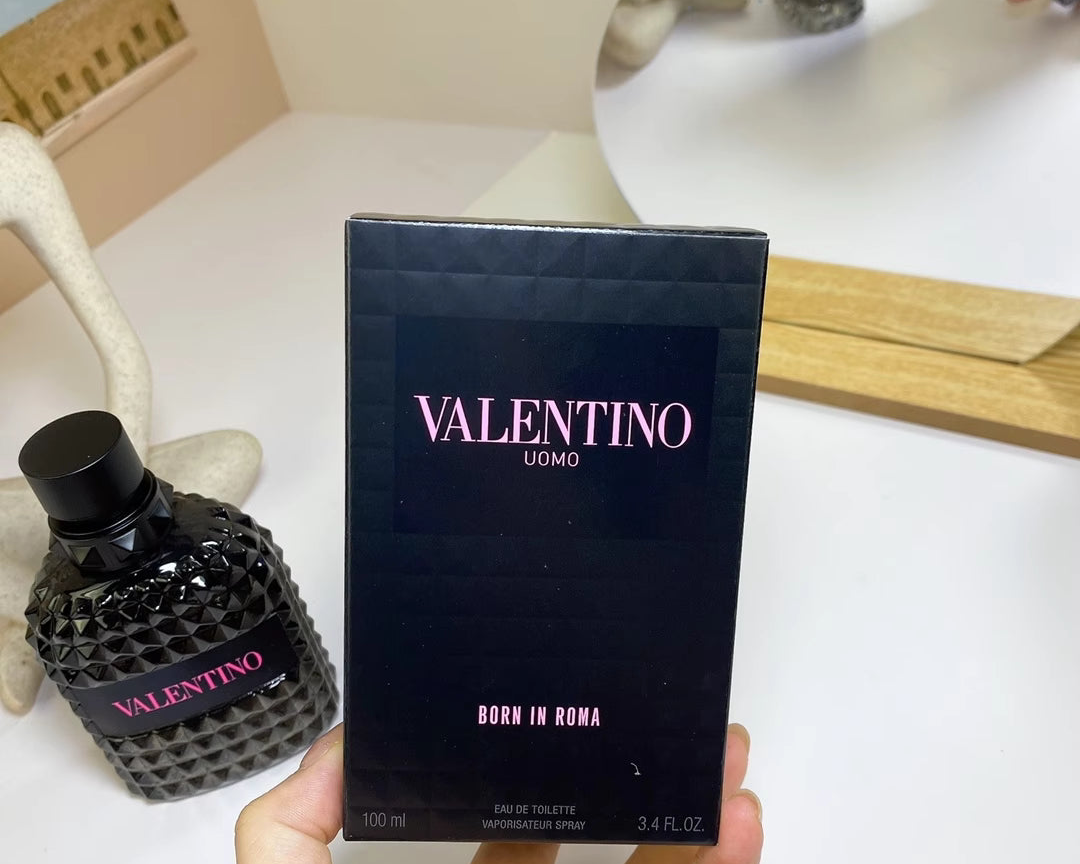 VALENTINO
UOMO
BORN IN ROMA
100 ml
EAU DE TOILETTE
VAPORISATEUR SPRAY
3.4 FL.OZ.
VALENTINO